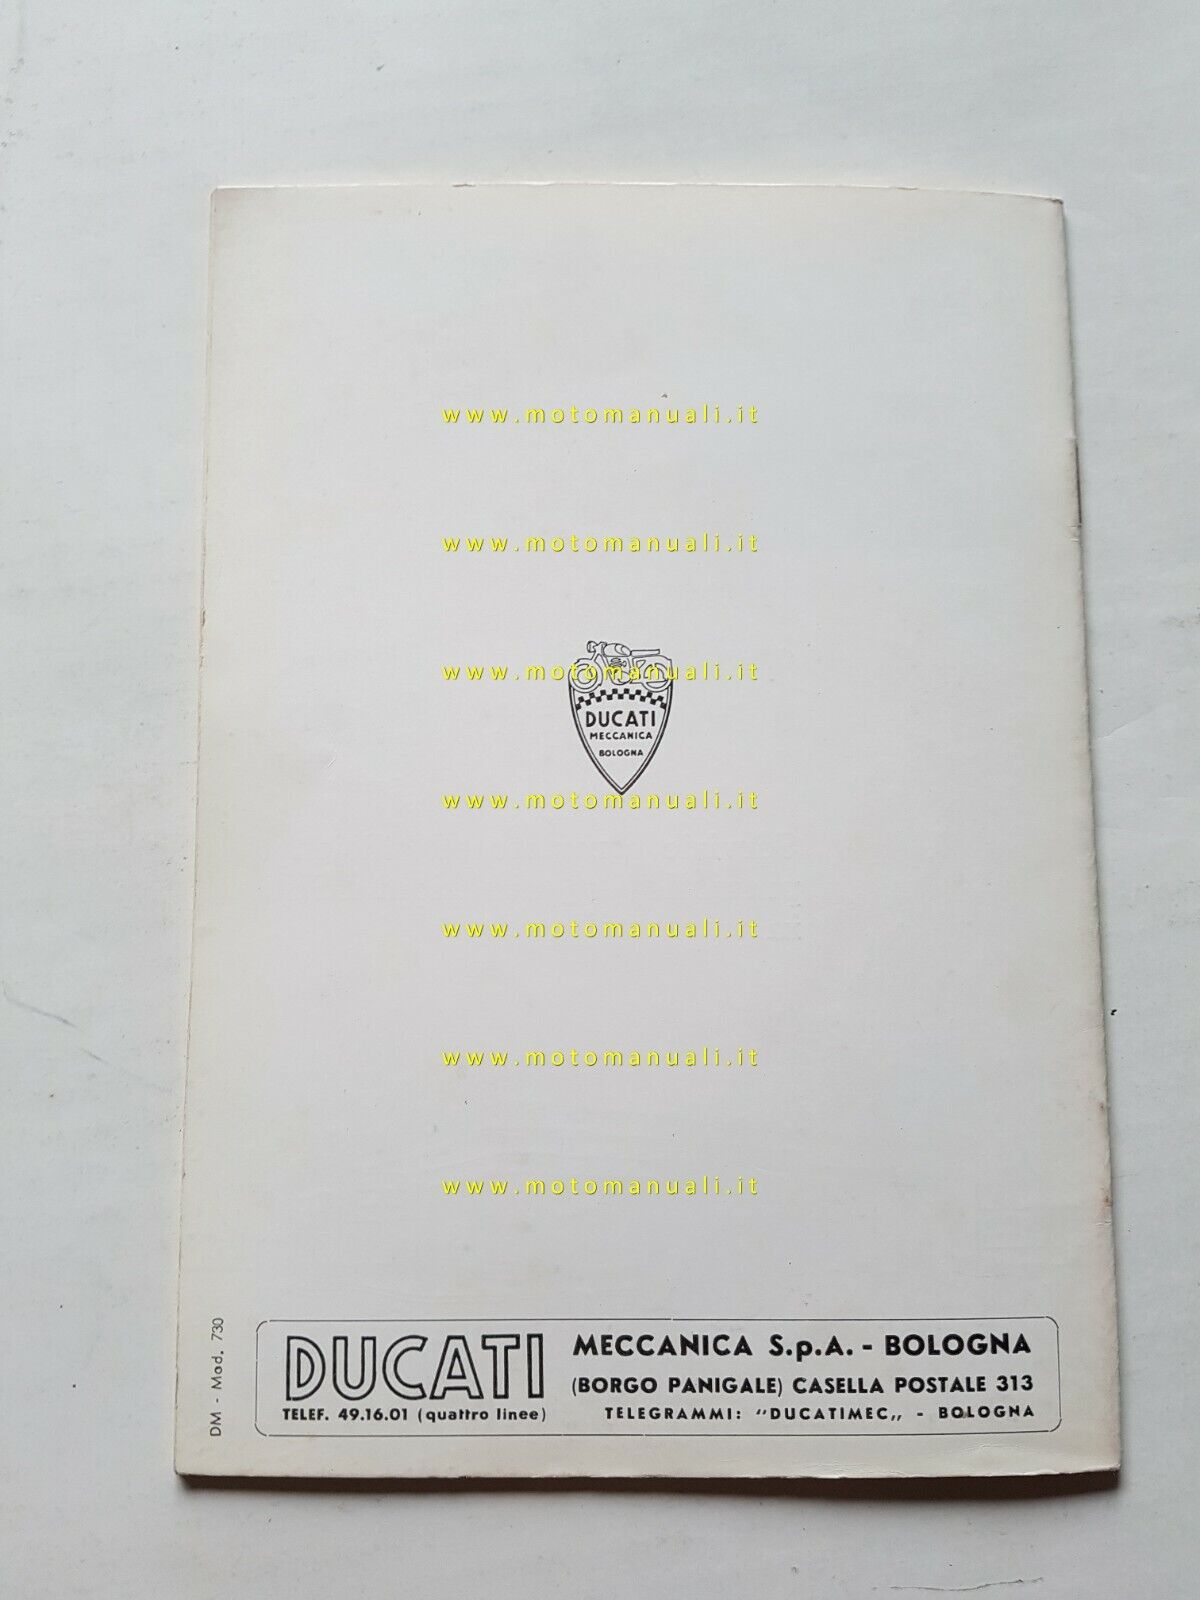 www.motomanuali.it
www.motomanuali.it
www.motomanuali.it
DUCATI
MECCANICA
BOLOGNA
www.motomanuali.it
www.motomanuali.it
www.motomanuali.it
www.motomanuali.it
DM - Mod. 730
DUCATI
TELEF. 49.16.01 (quattro linee)
MECCANICA S.p.A. - BOLOGNA
(BORGO PANIGALE) CASELLA POSTALE 313
TELEGRAMMI: "DUCATIMEC„ - BOLOGNA